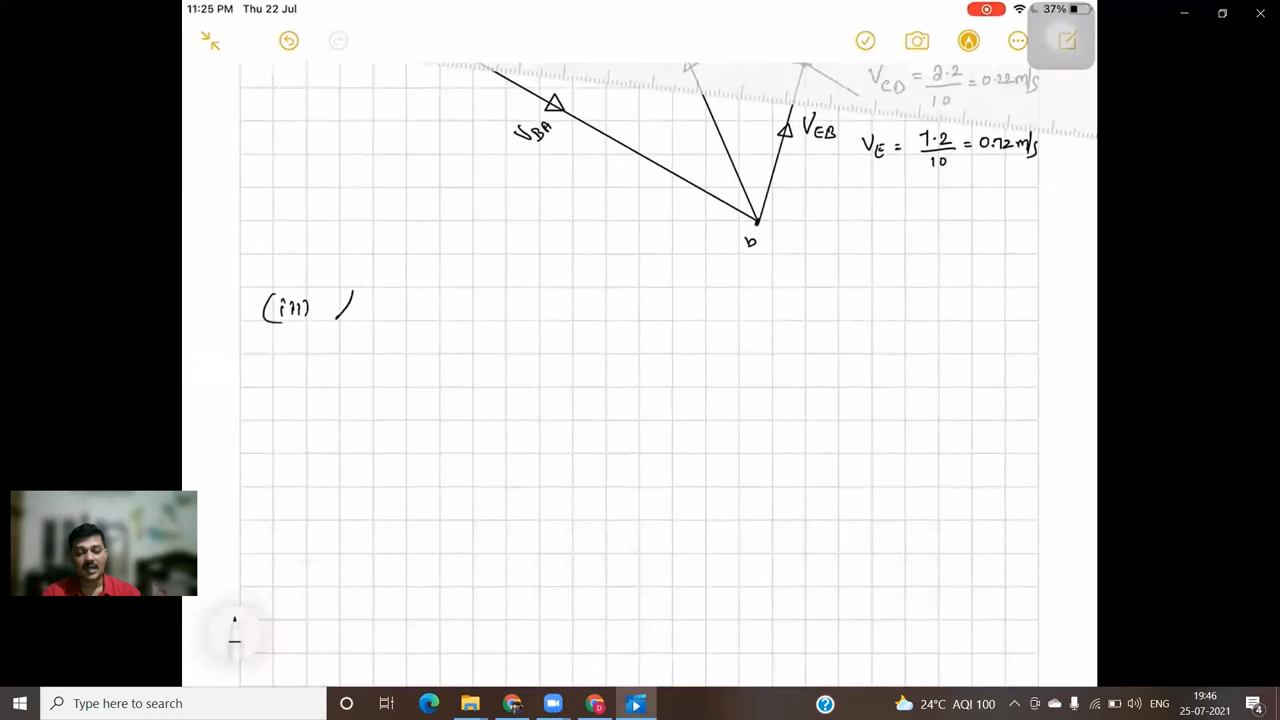 11:25 PM Thu 22 Jul
37%
V_CD = 2.2/10 = 0.22 m/s
V_BA
V_EB
V_E = 7.2/10 = 0.72 m/s
b
(iii)
Type here to search
24°C AQI 100
ENG
19:46
25-07-2021
4